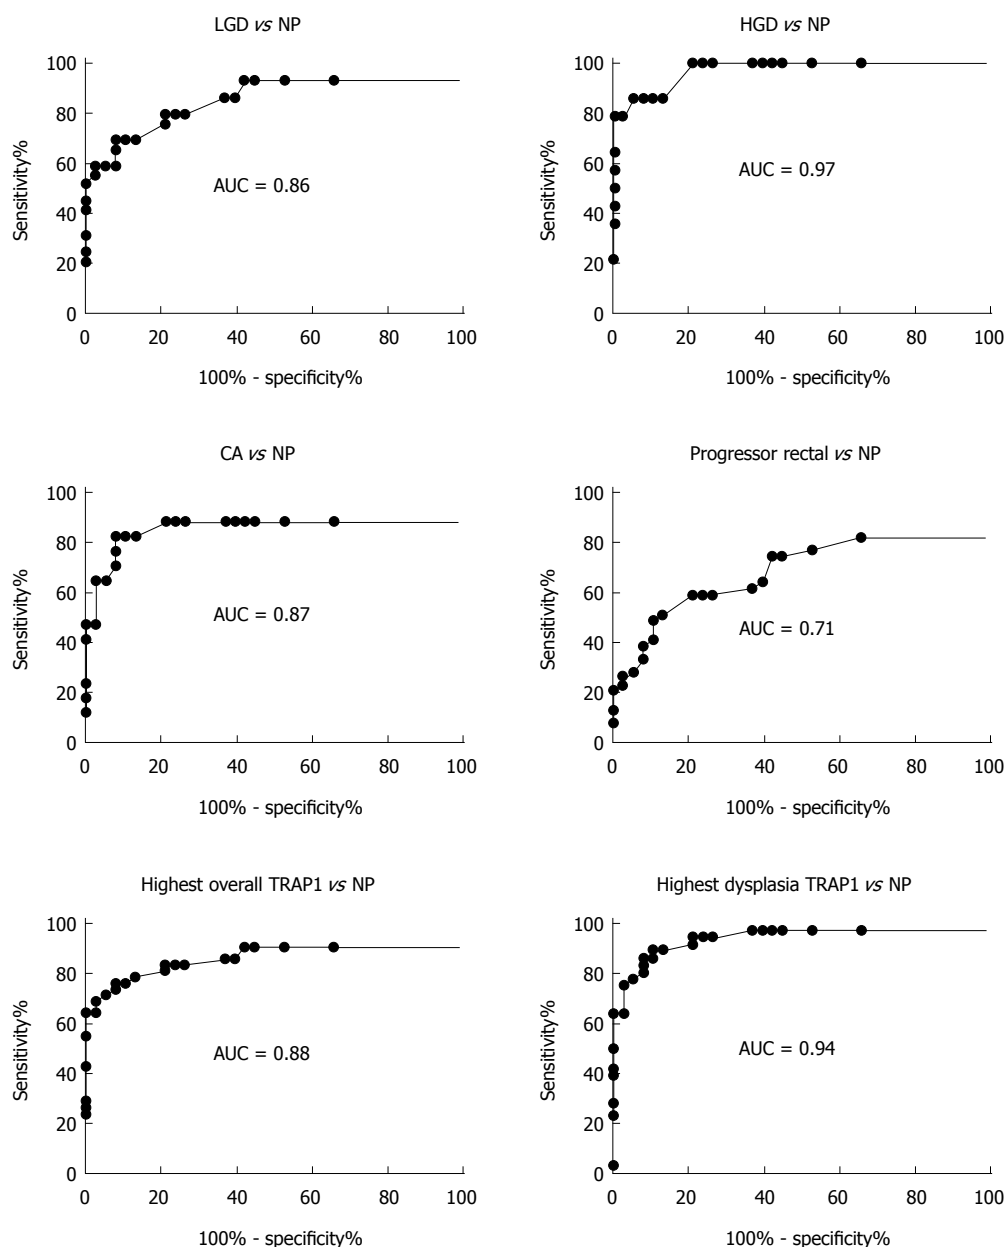 LGD vs NP
100
80
60
40
20
0
Sensitivity%
AUC = 0.86
0 20 40 60 80 100
100% - specificity%
HGD vs NP
100
80
60
40
20
0
Sensitivity%
AUC = 0.97
0 20 40 60 80 100
100% - specificity%
CA vs NP
100
80
60
40
20
0
Sensitivity%
AUC = 0.87
0 20 40 60 80 100
100% - specificity%
Progressor rectal vs NP
100
80
60
40
20
0
Sensitivity%
AUC = 0.71
0 20 40 60 80 100
100% - specificity%
Highest overall TRAP1 vs NP
100
80
60
40
20
0
Sensitivity%
AUC = 0.88
0 20 40 60 80 100
100% - specificity%
Highest dysplasia TRAP1 vs NP
100
80
60
40
20
0
Sensitivity%
AUC = 0.94
0 20 40 60 80 100
100% - specificity%